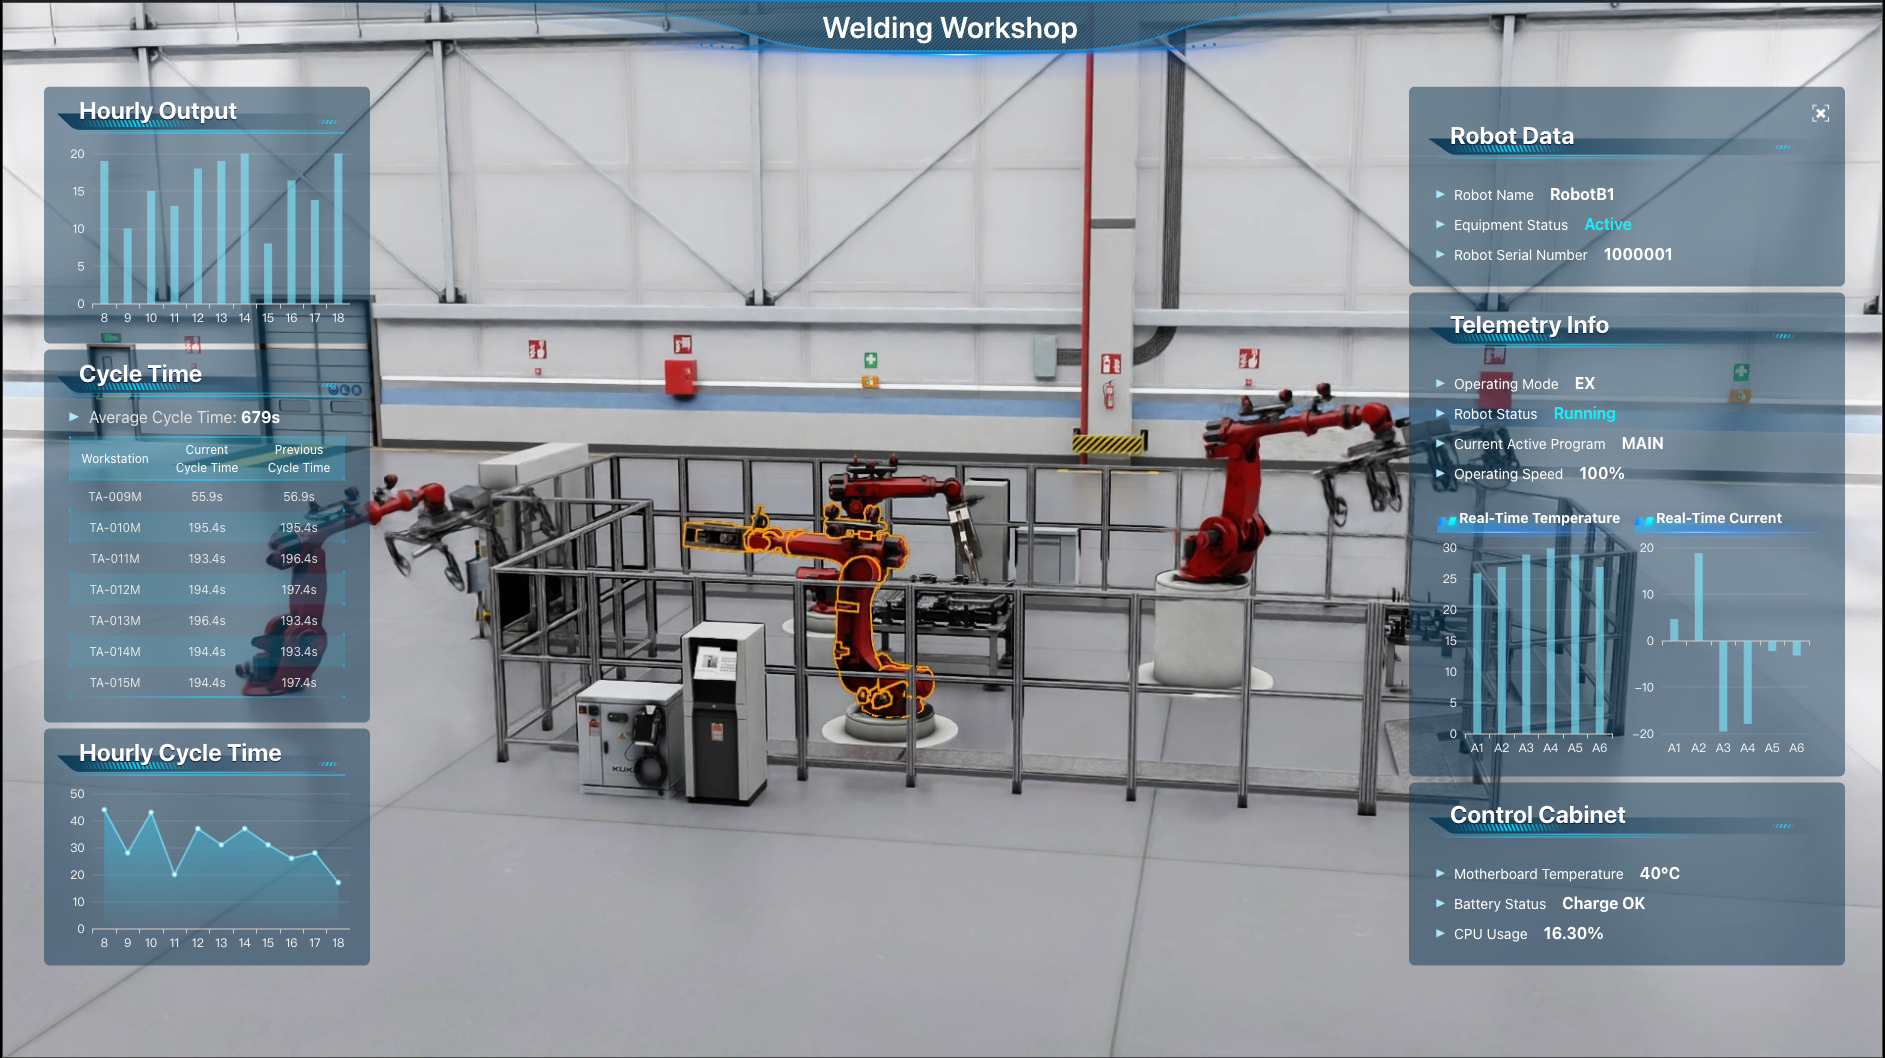 Welding Workshop
Hourly Output
20
15
10
5
0
8 9 10 11 12 13 14 15 16 17 18
Cycle Time
Average Cycle Time: 679s
Workstation Current Cycle Time Previous Cycle Time
TA-009M 55.9s 56.9s
TA-010M 195.4s 195.4s
TA-011M 193.4s 196.4s
TA-012M 194.4s 197.4s
TA-013M 196.4s 193.4s
TA-014M 194.4s 193.4s
TA-015M 194.4s 197.4s
Hourly Cycle Time
50
40
30
20
10
0
8 9 10 11 12 13 14 15 16 17 18
KUKA
Robot Data
Robot Name RobotB1
Equipment Status Active
Robot Serial Number 1000001
Telemetry Info
Operating Mode EX
Robot Status Running
Current Active Program MAIN
Operating Speed 100%
Real-Time Temperature
30
25
20
15
10
5
0
A1 A2 A3 A4 A5 A6
Real-Time Current
20
10
0
−10
−20
A1 A2 A3 A4 A5 A6
Control Cabinet
Motherboard Temperature 40ºC
Battery Status Charge OK
CPU Usage 16.30%